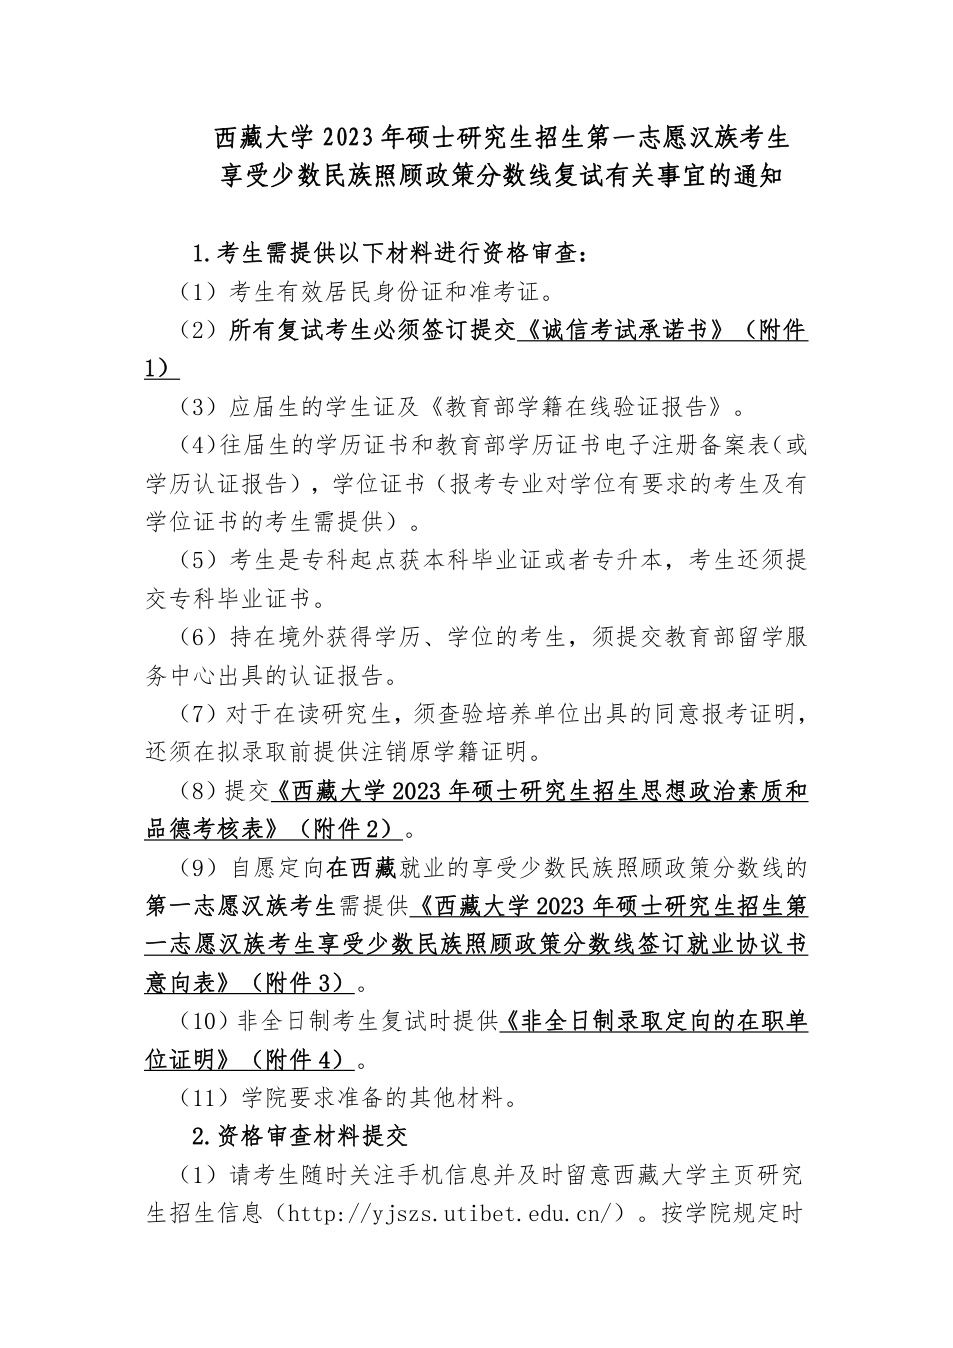 西藏大学 2023 年硕士研究生招生第一志愿汉族考生
享受少数民族照顾政策分数线复试有关事宜的通知
1.考生需提供以下材料进行资格审查：
（1）考生有效居民身份证和准考证。
（2）所有复试考生必须签订提交《诚信考试承诺书》（附件
1）
（3）应届生的学生证及《教育部学籍在线验证报告》。
（4）往届生的学历证书和教育部学历证书电子注册备案表（或
学历认证报告），学位证书（报考专业对学位有要求的考生及有
学位证书的考生需提供）。
（5）考生是专科起点获本科毕业证或者专升本，考生还须提
交专科毕业证书。
（6）持在境外获得学历、学位的考生，须提交教育部留学服
务中心出具的认证报告。
（7）对于在读研究生，须查验培养单位出具的同意报考证明，
还须在拟录取前提供注销原学籍证明。
（8）提交《西藏大学 2023 年硕士研究生招生思想政治素质和
品德考核表》（附件 2）。
（9）自愿定向在西藏就业的享受少数民族照顾政策分数线的
第一志愿汉族考生需提供《西藏大学 2023 年硕士研究生招生第
一志愿汉族考生享受少数民族照顾政策分数线签订就业协议书
意向表》（附件 3）。
（10）非全日制考生复试时提供《非全日制录取定向的在职单
位证明》（附件 4）。
（11）学院要求准备的其他材料。
2.资格审查材料提交
（1）请考生随时关注手机信息并及时留意西藏大学主页研究
生招生信息（http://yjszs.utibet.edu.cn/）。按学院规定时